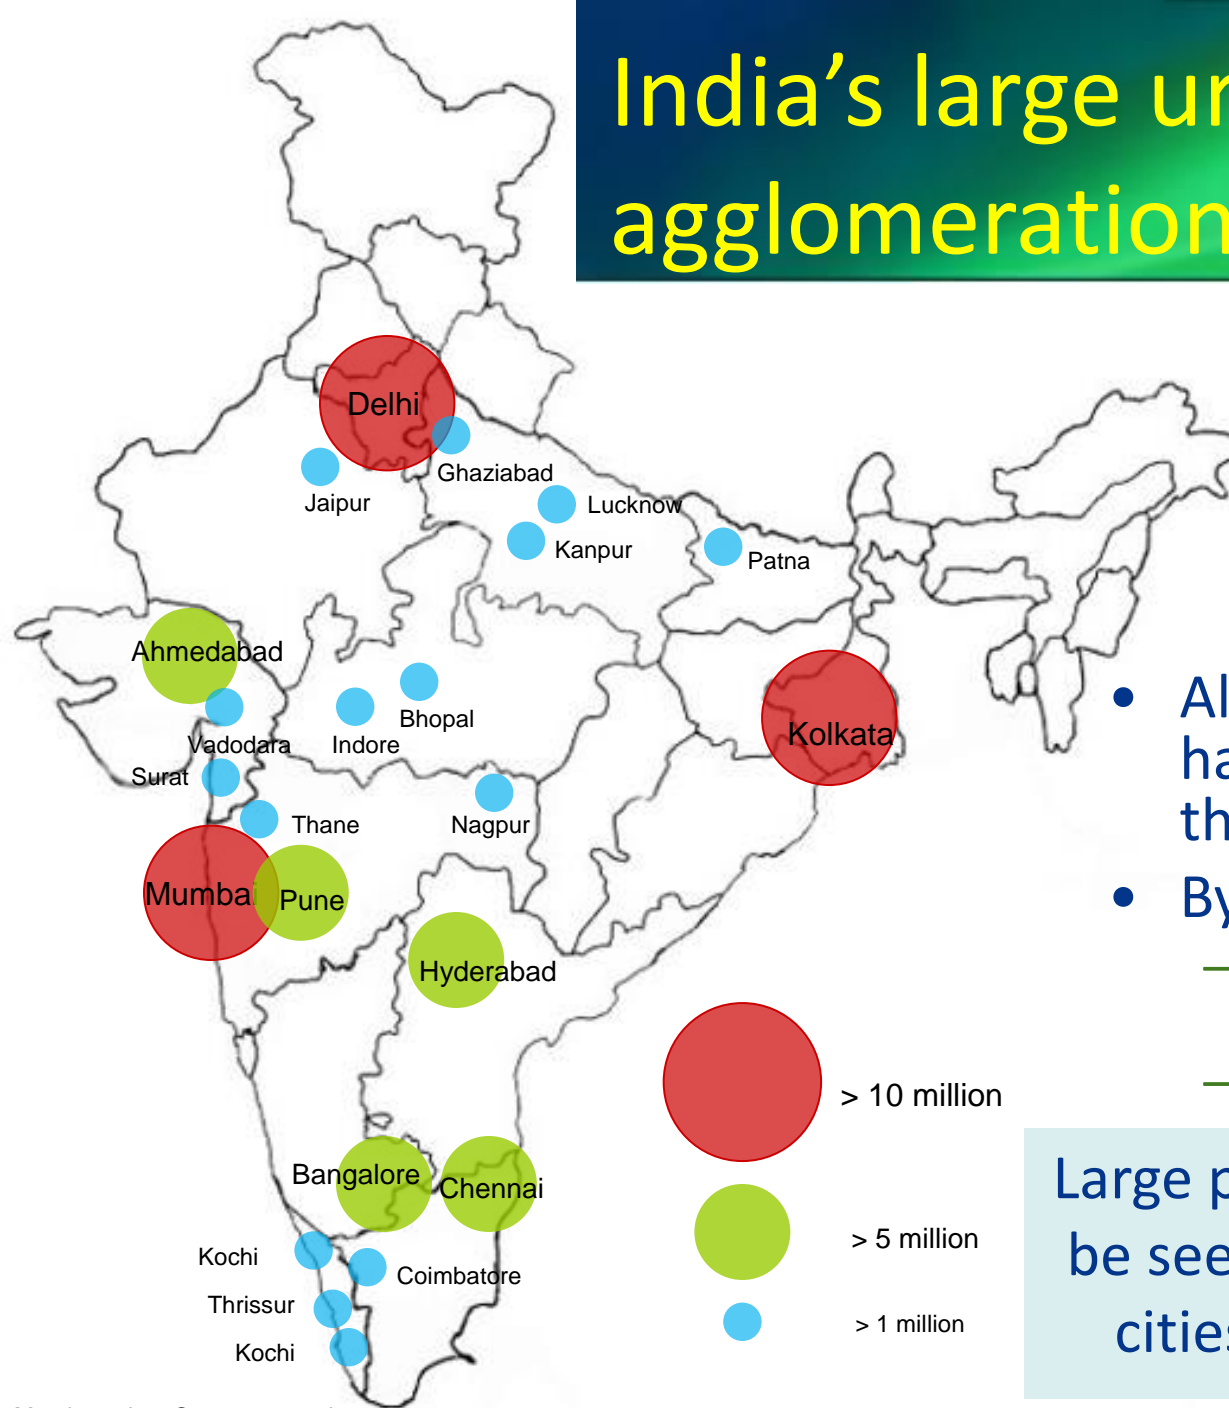 India's large ur
agglomeration
Delhi
Ghaziabad
Jaipur
Lucknow
Kanpur
Patna
Ahmedabad
Bhopal
Vadodara
Indore
Kolkata
Surat
Thane
Nagpur
Mumbai
Pune
Hyderabad
• Al
ha
th
• By
–
–
> 10 million
Bangalore
Chennai
Large p
be see
cities
> 5 million
Kochi
Coimbatore
Thrissur
> 1 million
Kochi